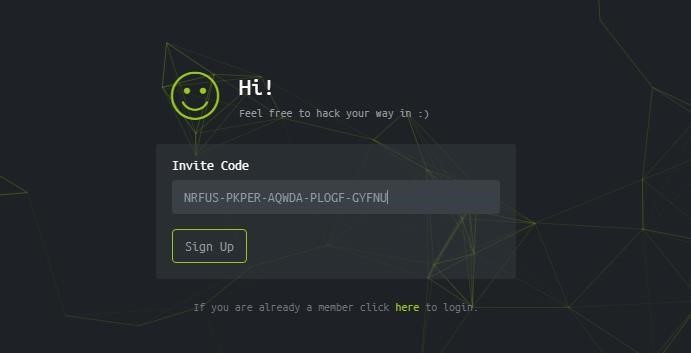 Hi!
Feel free to hack your way in :)
Invite Code
NRFUS-PKPER-AQWDA-PLOGF-GYFNU
Sign Up
If you are already a member click here to login.